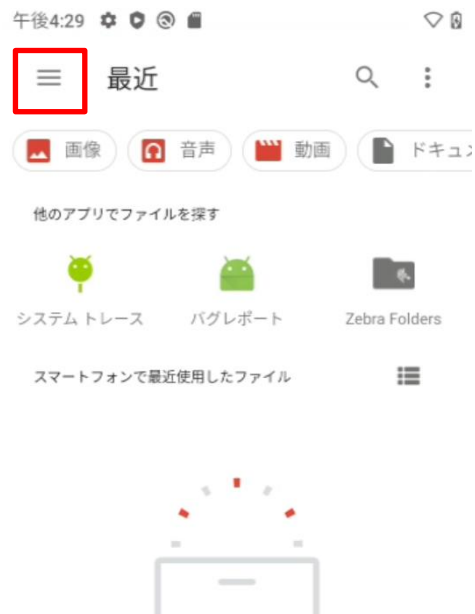 午後4:29
最近
画像 音声 動画 ドキュメ
他のアプリでファイルを探す
システム トレース バグレポート Zebra Folders
スマートフォンで最近使用したファイル